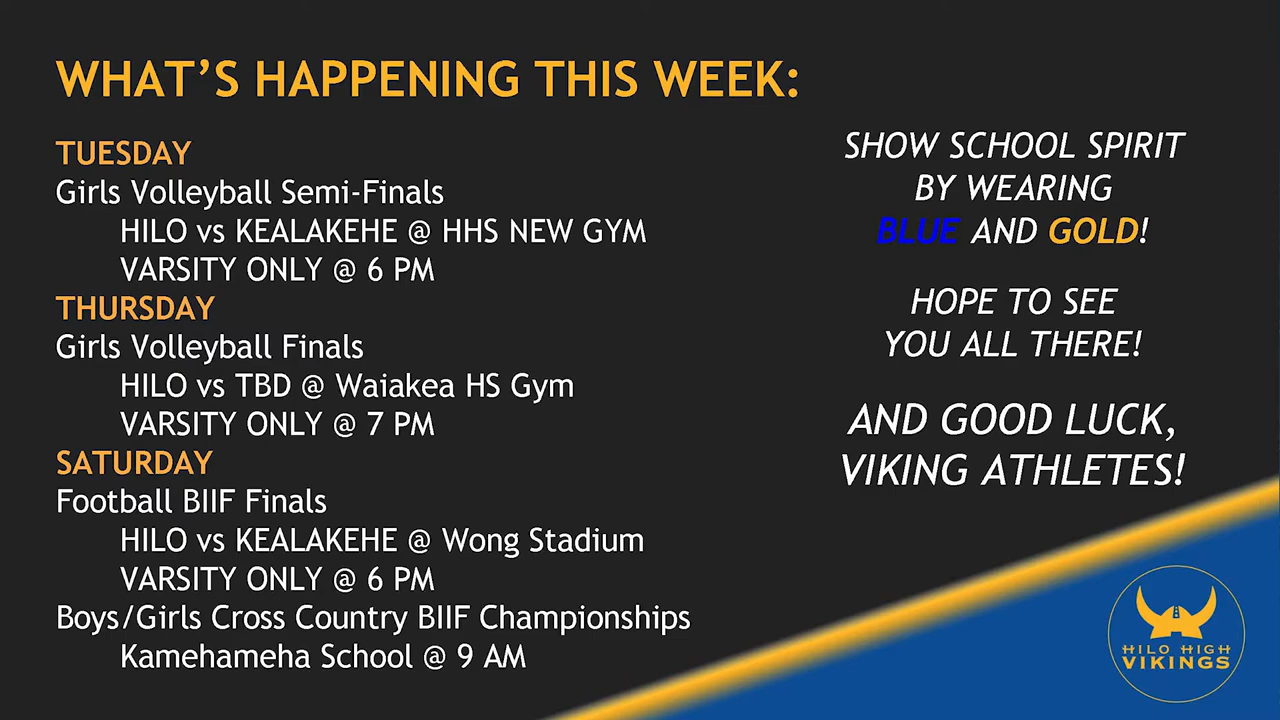 WHAT'S HAPPENING THIS WEEK:
TUESDAY
Girls Volleyball Semi-Finals
HILO vs KEALAKEHE @ HHS NEW GYM
VARSITY ONLY @ 6 PM
THURSDAY
Girls Volleyball Finals
HILO vs TBD @ Waiakea HS Gym
VARSITY ONLY @ 7 PM
SATURDAY
Football BIIF Finals
HILO vs KEALAKEHE @ Wong Stadium
VARSITY ONLY @ 6 PM
Boys/Girls Cross Country BIIF Championships
Kamehameha School @ 9 AM
SHOW SCHOOL SPIRIT
BY WEARING
BLUE AND GOLD!
HOPE TO SEE
YOU ALL THERE!
AND GOOD LUCK,
VIKING ATHLETES!
HILO HIGH
VIKINGS